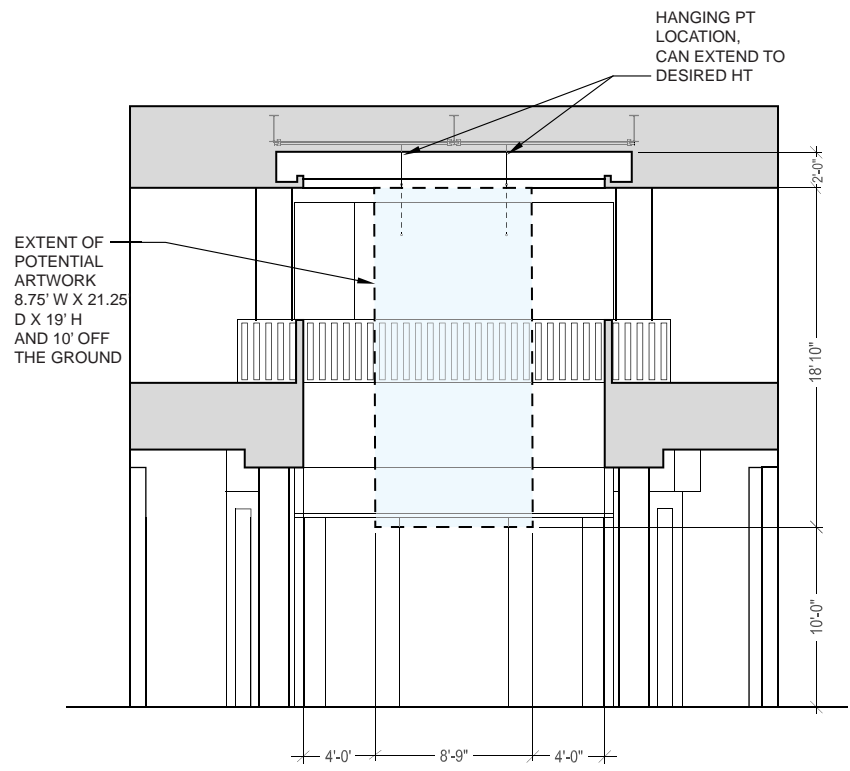 HANGING PT
LOCATION,
CAN EXTEND TO
DESIRED HT
2'-0"
EXTENT OF
POTENTIAL
ARTWORK
8.75' W X 21.25'
D X 19' H
AND 10' OFF
THE GROUND
18'10"
10'-0"
4'-0'
8'-9"
4'-0"